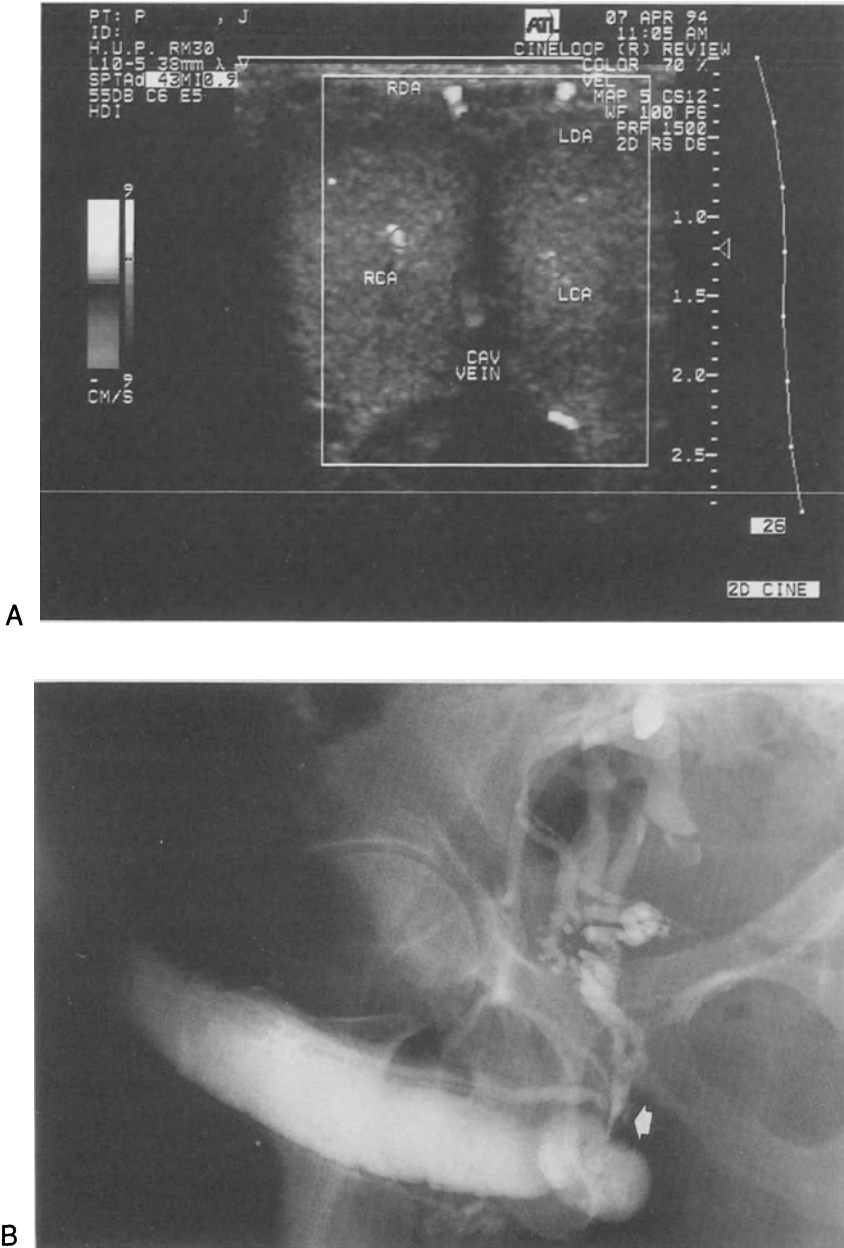 PT: P , J
ID:
H.U.P. RM30
L10-5 38mm
SPTAd 43MI0.9
55DB C6 E5
HDI
ATL
07 APR 94
11:05 AM
CINELOOP (R) REVIEW
COLOR 70 %
VEL
MAP 5 CS12
WF 100 P6
PRF 1500
2D RS D6
RDA
LDA
9
1.0
RCA
LCA
1.5
CAV
VEIN
2.0
- 9
CM/S
2.5
26
2D CINE
A
B